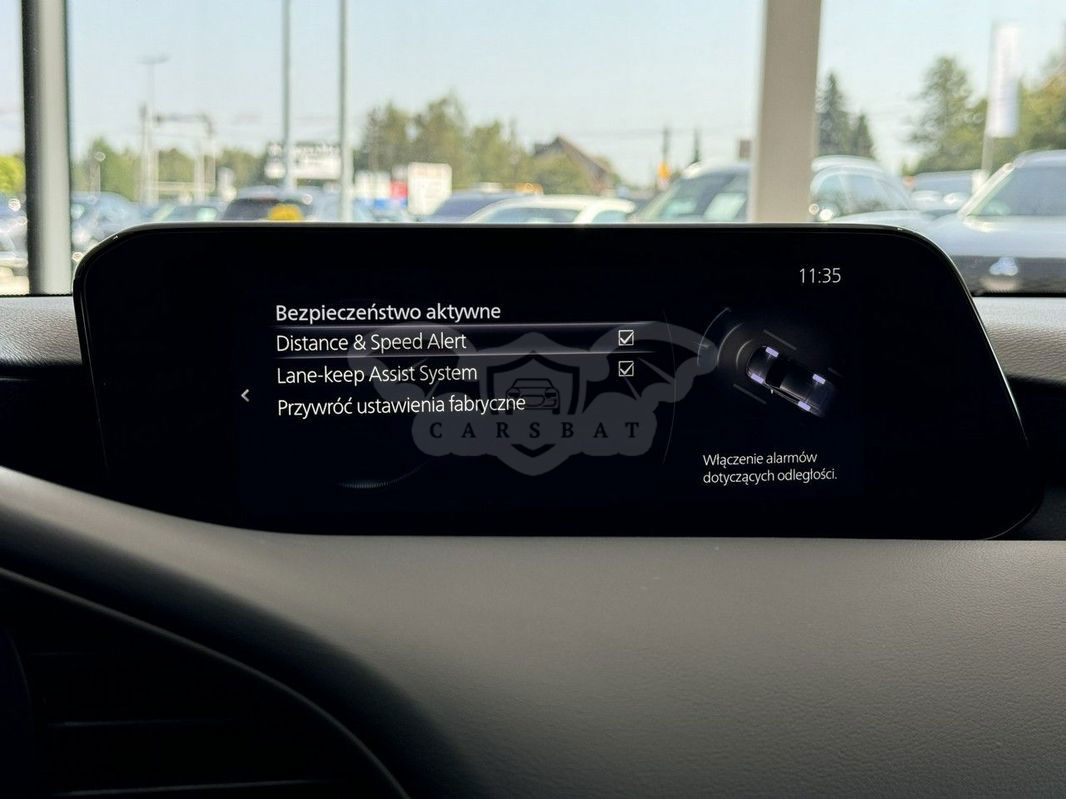 11:35
Bezpieczeństwo aktywne
Distance & Speed Alert
Lane-keep Assist System
Przywróć ustawienia fabryczne
CARSBAT
Włączenie alarmów
dotyczących odległości.